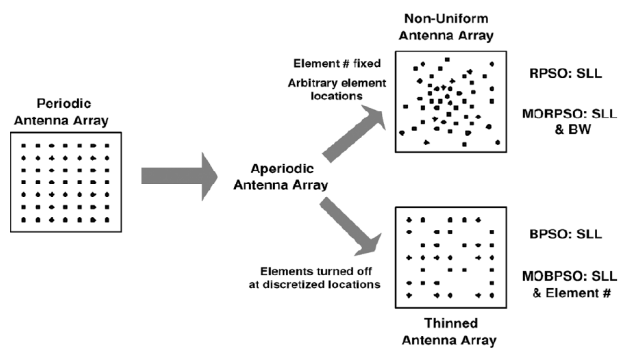 Periodic
Antenna Array
Aperiodic
Antenna Array
Element # fixed
Arbitrary element
locations
Non-Uniform
Antenna Array
RPSO: SLL
MORPSO: SLL
& BW
Elements turned off
at discretized locations
BPSO: SLL
MOBPSO: SLL
& Element #
Thinned
Antenna Array